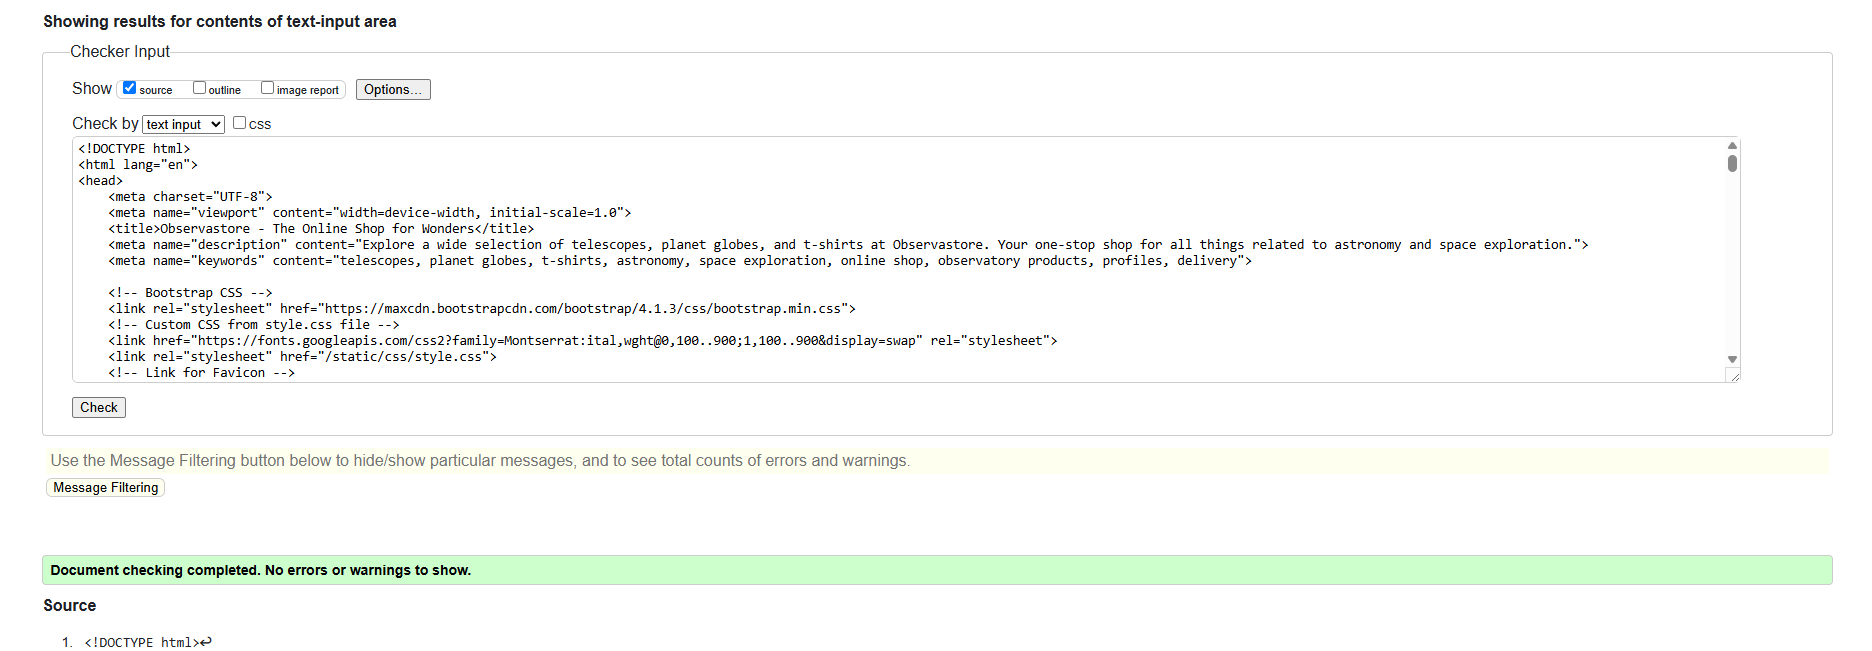 Showing results for contents of text-input area
Checker Input
Show source outline image report Options...
Check by text input css
<!DOCTYPE html>
<html lang="en">
<head>
    <meta charset="UTF-8">
    <meta name="viewport" content="width=device-width, initial-scale=1.0">
    <title>Observastore - The Online Shop for Wonders</title>
    <meta name="description" content="Explore a wide selection of telescopes, planet globes, and t-shirts at Observastore. Your one-stop shop for all things related to astronomy and space exploration.">
    <meta name="keywords" content="telescopes, planet globes, t-shirts, astronomy, space exploration, online shop, observatory products, profiles, delivery">
    <!-- Bootstrap CSS -->
    <link rel="stylesheet" href="https://maxcdn.bootstrapcdn.com/bootstrap/4.1.3/css/bootstrap.min.css">
    <!-- Custom CSS from style.css file -->
    <link href="https://fonts.googleapis.com/css2?family=Montserrat:ital,wght@0,100..900;1,100..900&display=swap" rel="stylesheet">
    <link rel="stylesheet" href="/static/css/style.css">
    <!-- Link for Favicon -->
Check
Use the Message Filtering button below to hide/show particular messages, and to see total counts of errors and warnings.
Message Filtering
Document checking completed. No errors or warnings to show.
Source
1. <!DOCTYPE html>↩